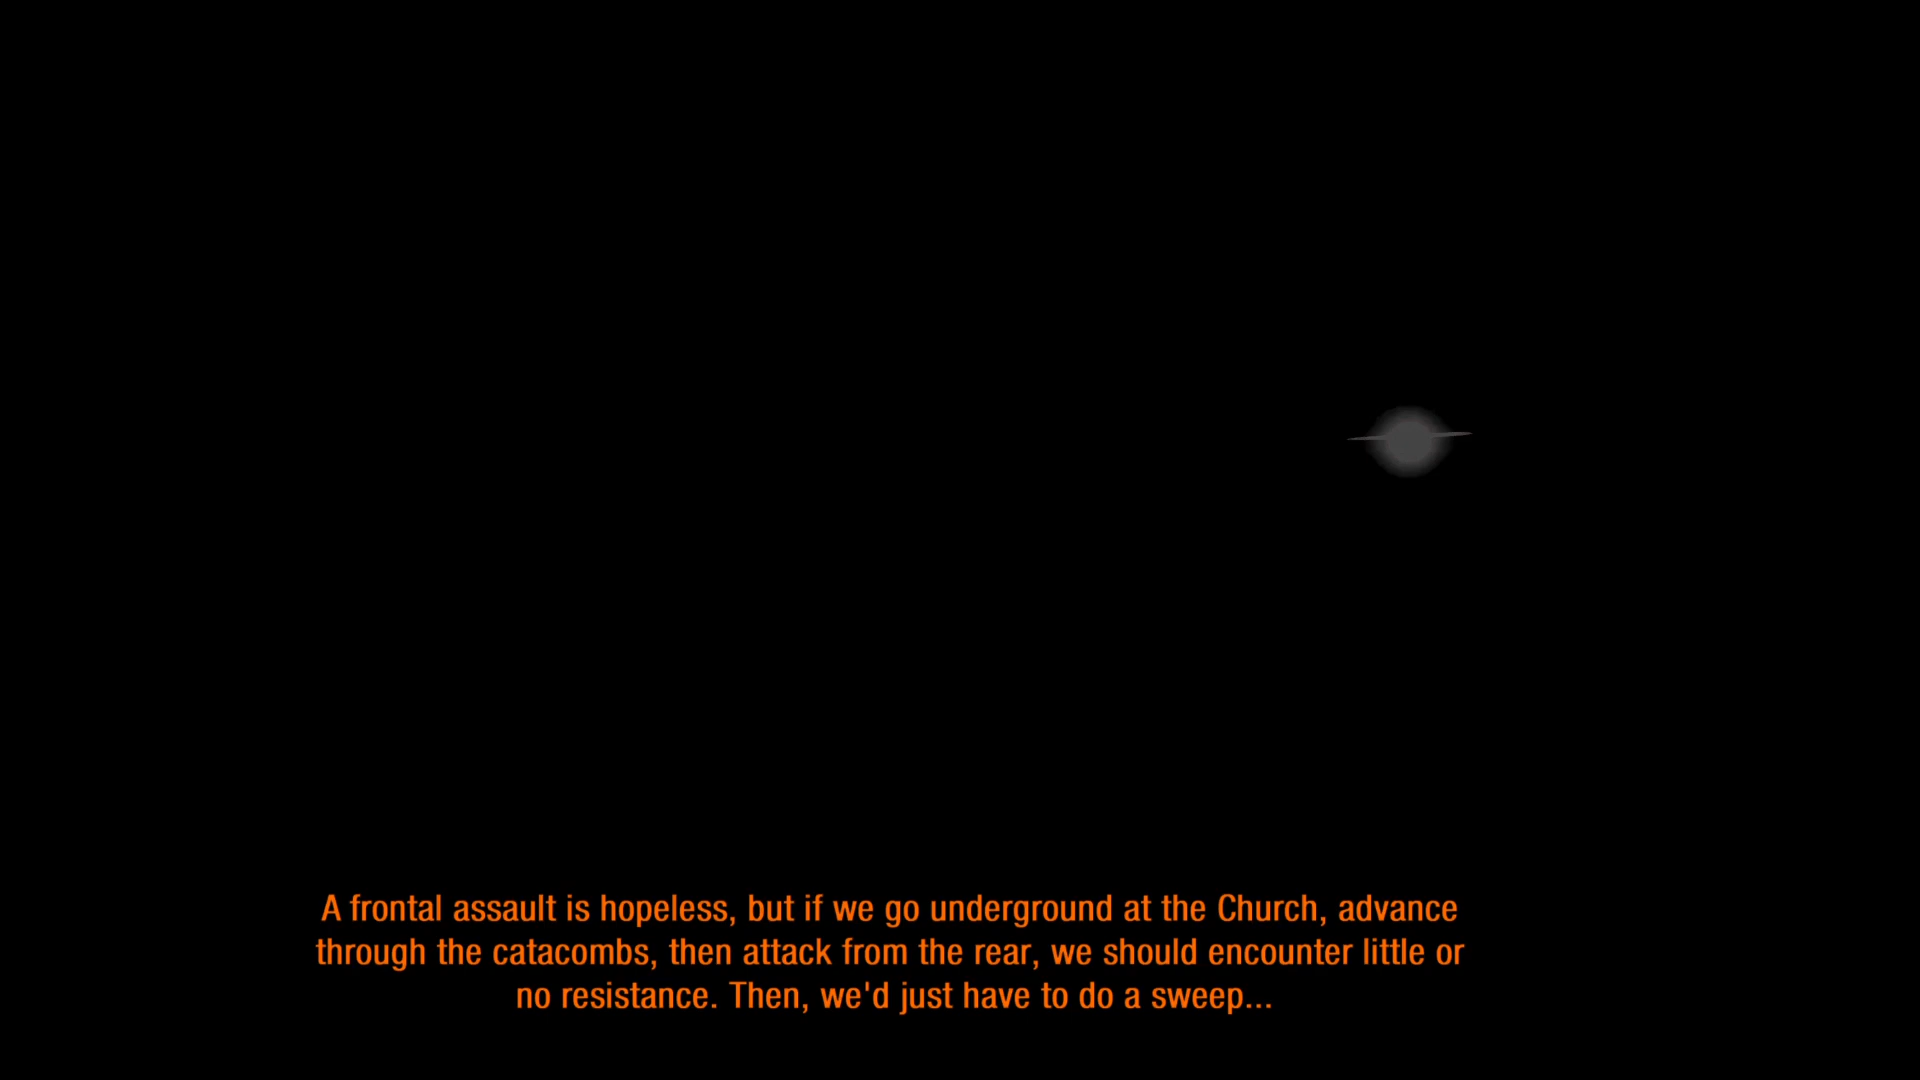 A frontal assault is hopeless, but if we go underground at the Church, advance
through the catacombs, then attack from the rear, we should encounter little or
no resistance. Then, we'd just have to do a sweep...